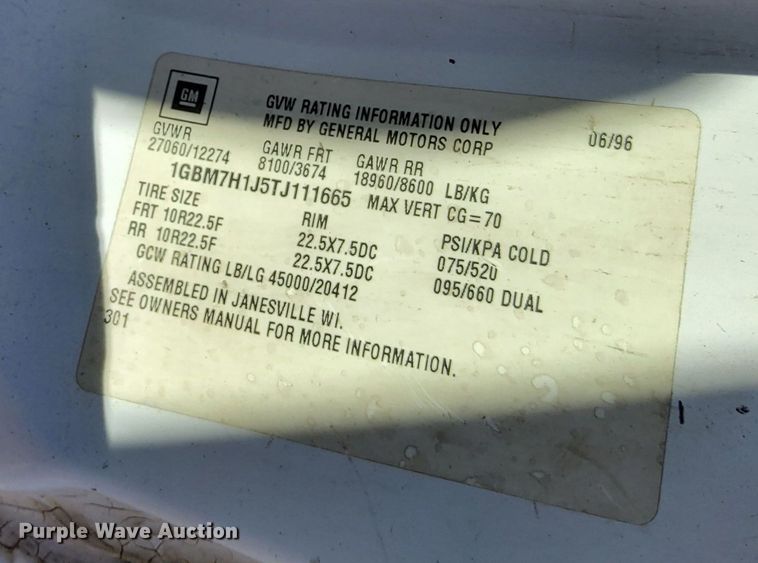 GM
GVW RATING INFORMATION ONLY
MFD BY GENERAL MOTORS CORP 06/96
GVWR GAWR FRT GAWR RR
27060/12274 8100/3674 18960/8600 LB/KG
1GBM7H1J5TJ111665 MAX VERT CG=70
TIRE SIZE RIM PSI/KPA COLD
FRT 10R22.5F 22.5X7.5DC 075/520
RR 10R22.5F 22.5X7.5DC 095/660 DUAL
GCW RATING LB/LG 45000/20412
ASSEMBLED IN JANESVILLE WI.
SEE OWNERS MANUAL FOR MORE INFORMATION.
301
Purple Wave Auction